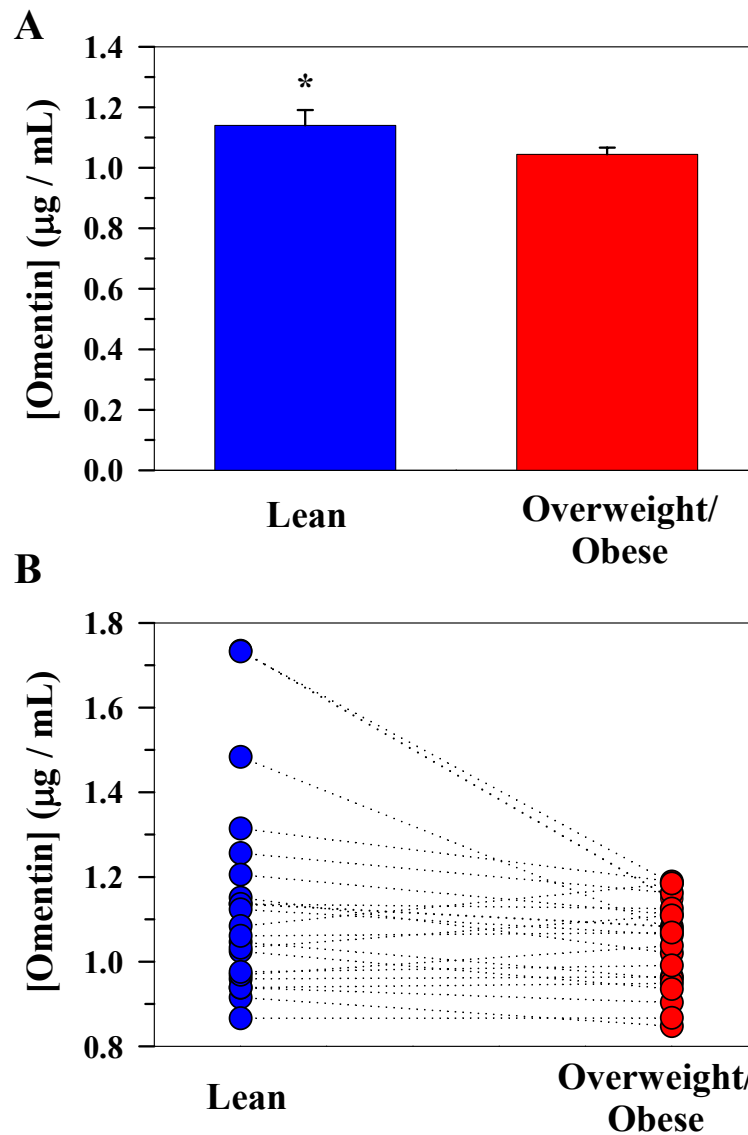 A
[Omentin] (µg / mL)
1.4
1.2
1.0
0.8
0.6
0.4
0.2
0.0
*
Lean
Overweight/
Obese
B
[Omentin] (µg / mL)
1.8
1.6
1.4
1.2
1.0
0.8
Lean
Overweight/
Obese